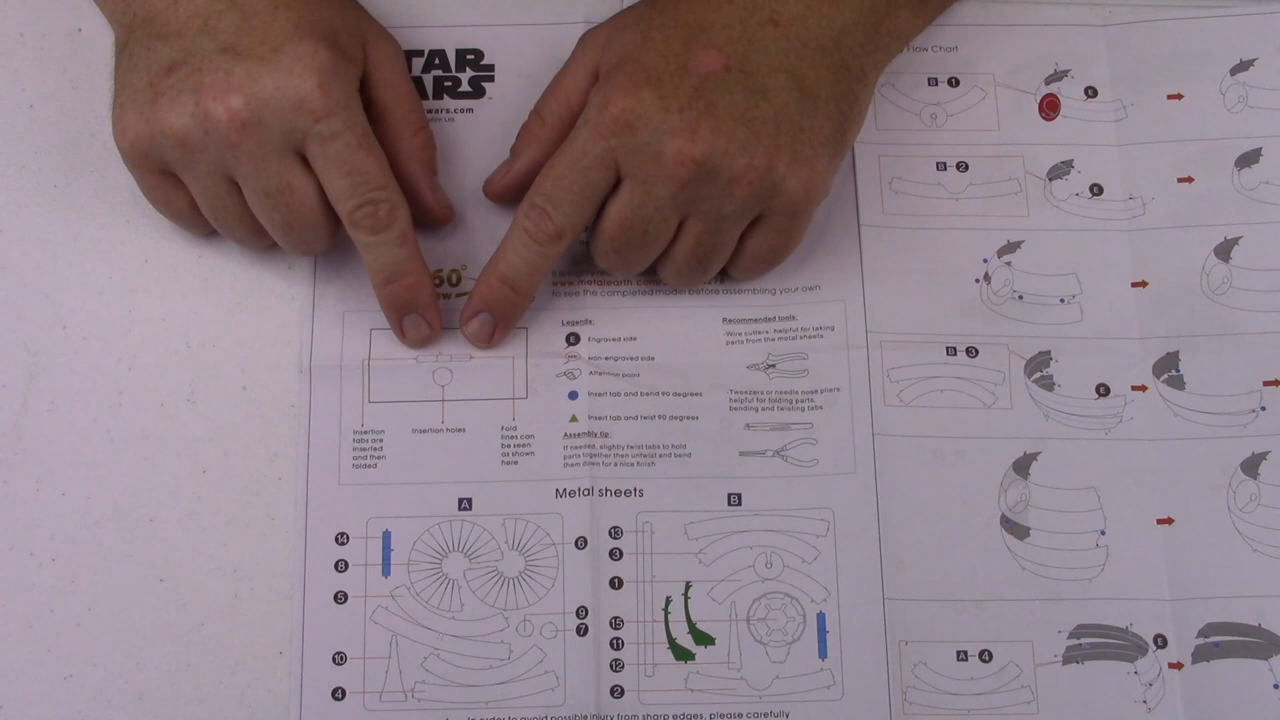 TAR
ARS
wars.com
Flow Chart
B-1
E
B-2
E
B-3
E
A-4
E
60°
It is highly
www.metalearth.com/
to see the completed model before assembling your own
Insertion
tabs are
inserted
and then
folded
Insertion holes
Fold
lines can
be seen
as shown
here
Legends:
E Engraved side
Non-engraved side
Attention point
Insert tab and bend 90 degrees
Insert tab and twist 90 degrees
Assembly tip:
If needed, slightly twist tabs to hold
parts together then untwist and bend
them down for a nice finish
Recommended tools:
-Wire cutters: helpful for taking
parts from the metal sheets.
-Tweezers or needle nose pliers:
helpful for folding parts,
bending and twisting tabs
Metal sheets
A
14
8
5
10
4
6
9
7
B
13
3
1
15
11
12
2
In order to avoid possible injury from sharp edges, please carefully